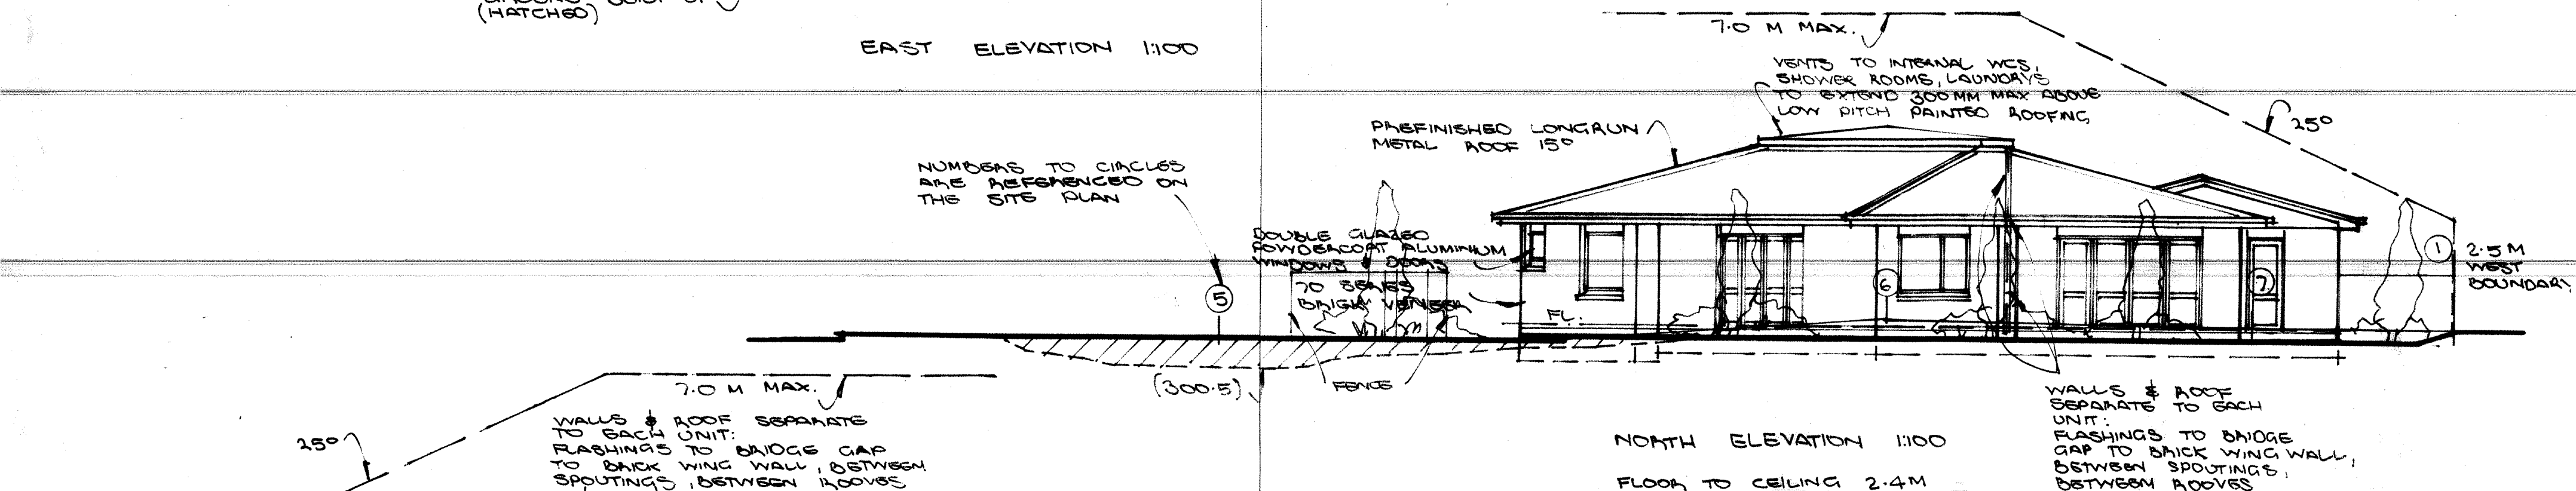 (HATCHED)
EAST ELEVATION 1:100
7.0 M MAX.
VENTS TO INTERNAL WCS,
SHOWER ROOMS, LAUNDRYS
TO EXTEND 300MM MAX ABOVE
LOW PITCH PAINTED ROOFING
25°
PREFINISHED LONGRUN
METAL ROOF 15°
NUMBERS TO CIRCLES
ARE REFERENCED ON
THE SITE PLAN
DOUBLE GLAZED
POWDERCOAT ALUMINIUM
WINDOWS & DOORS
70 SERIES
BRICK VENEER
FL.
5
6
7
1
2.5 M
WEST
BOUNDARY
7.0 M MAX.
(300.5)
FENCE
25°
WALLS & ROOF SEPARATE
TO EACH UNIT:
FLASHINGS TO BRIDGE GAP
TO BRICK WING WALL, BETWEEN
SPOUTINGS, BETWEEN ROOVES
NORTH ELEVATION 1:100
FLOOR TO CEILING 2.4M
WALLS & ROOF
SEPARATE TO EACH
UNIT:
FLASHINGS TO BRIDGE
GAP TO BRICK WING WALL,
BETWEEN SPOUTINGS,
BETWEEN ROOVES